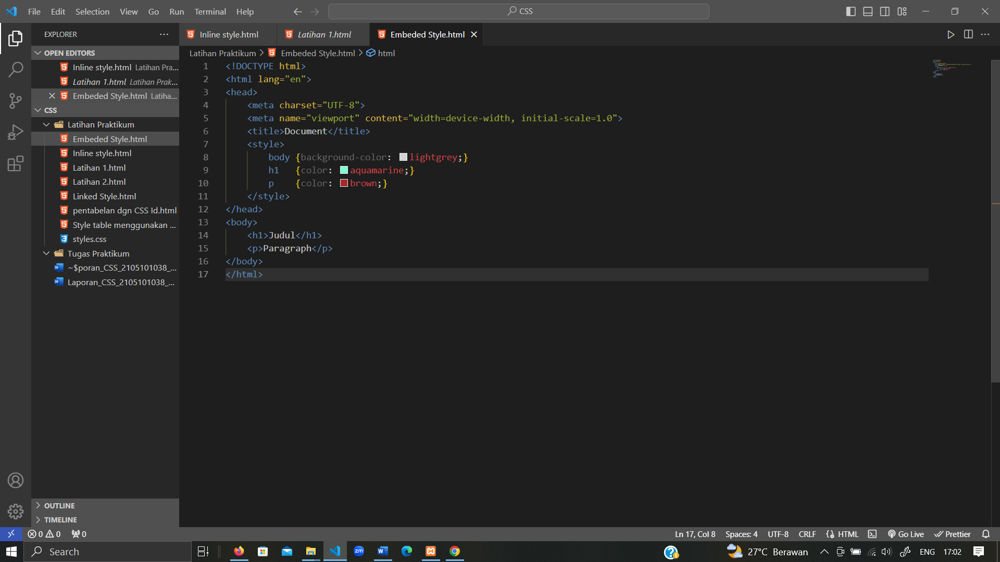 File Edit Selection View Go Run Terminal Help
CSS
EXPLORER
Inline style.html
Latihan 1.html
Embeded Style.html
OPEN EDITORS
Inline style.html Latihan Pra...
Latihan 1.html Latihan Prak...
Embeded Style.html Latiha...
CSS
Latihan Praktikum
Embeded Style.html
Inline style.html
Latihan 1.html
Latihan 2.html
Linked Style.html
pentabelan dgn CSS Id.html
Style table menggunakan ...
styles.css
Tugas Praktikum
~$poran_CSS_2105101038_...
Laporan_CSS_2105101038_...
OUTLINE
TIMELINE
Latihan Praktikum > Embeded Style.html > html
1 <!DOCTYPE html>
2 <html lang="en">
3 <head>
4 <meta charset="UTF-8">
5 <meta name="viewport" content="width=device-width, initial-scale=1.0">
6 <title>Document</title>
7 <style>
8 body {background-color: lightgrey;}
9 h1 {color: aquamarine;}
10 p {color: brown;}
11 </style>
12 </head>
13 <body>
14 <h1>Judul</h1>
15 <p>Paragraph</p>
16 </body>
17 </html>
0 0 0
Ln 17, Col 8 Spaces: 4 UTF-8 CRLF HTML Go Live Prettier
Search
zm
27°C Berawan
ENG
17:02